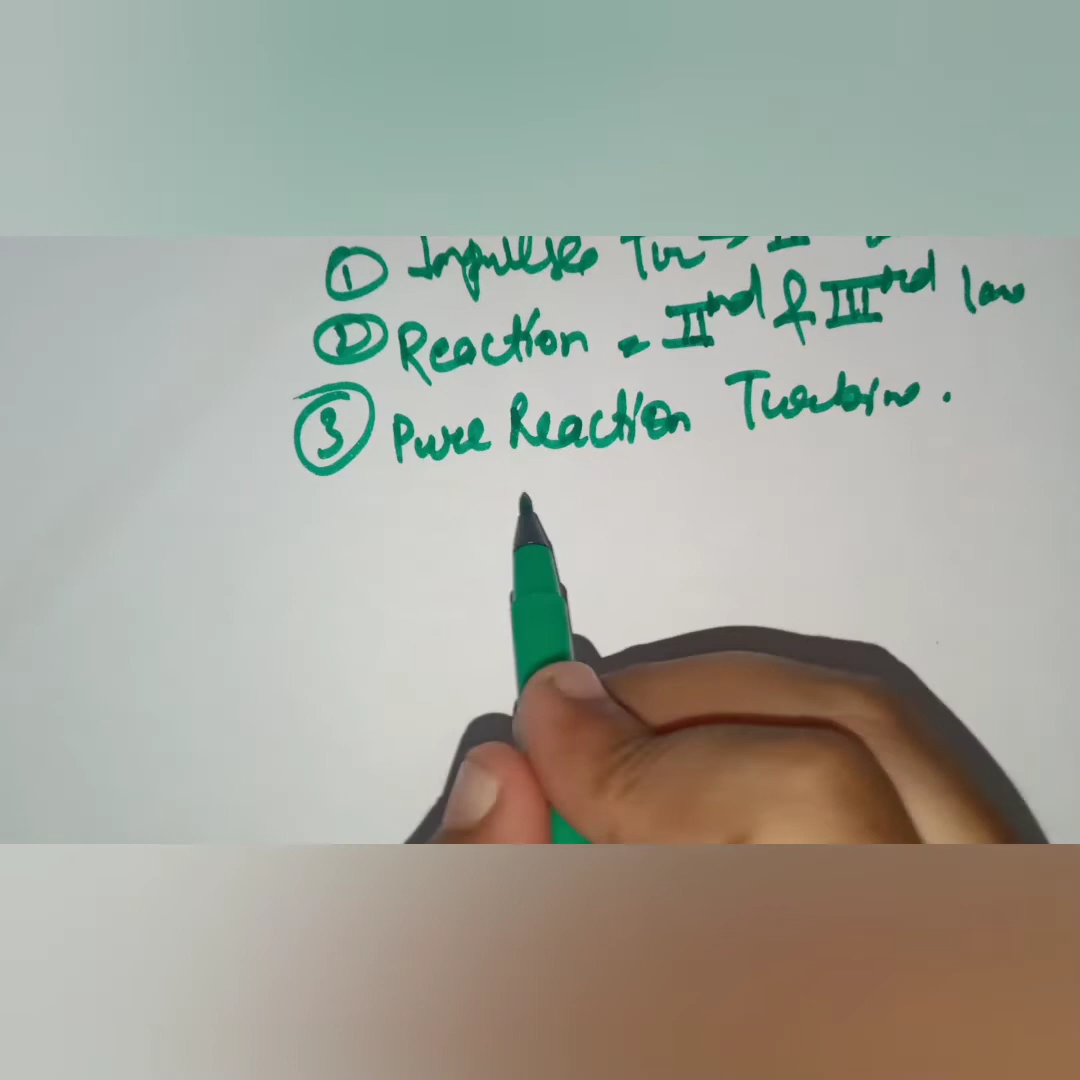 ① Impulse Tur →
② Reaction - IInd & IIIrd law
③ Pure Reaction Turbine.